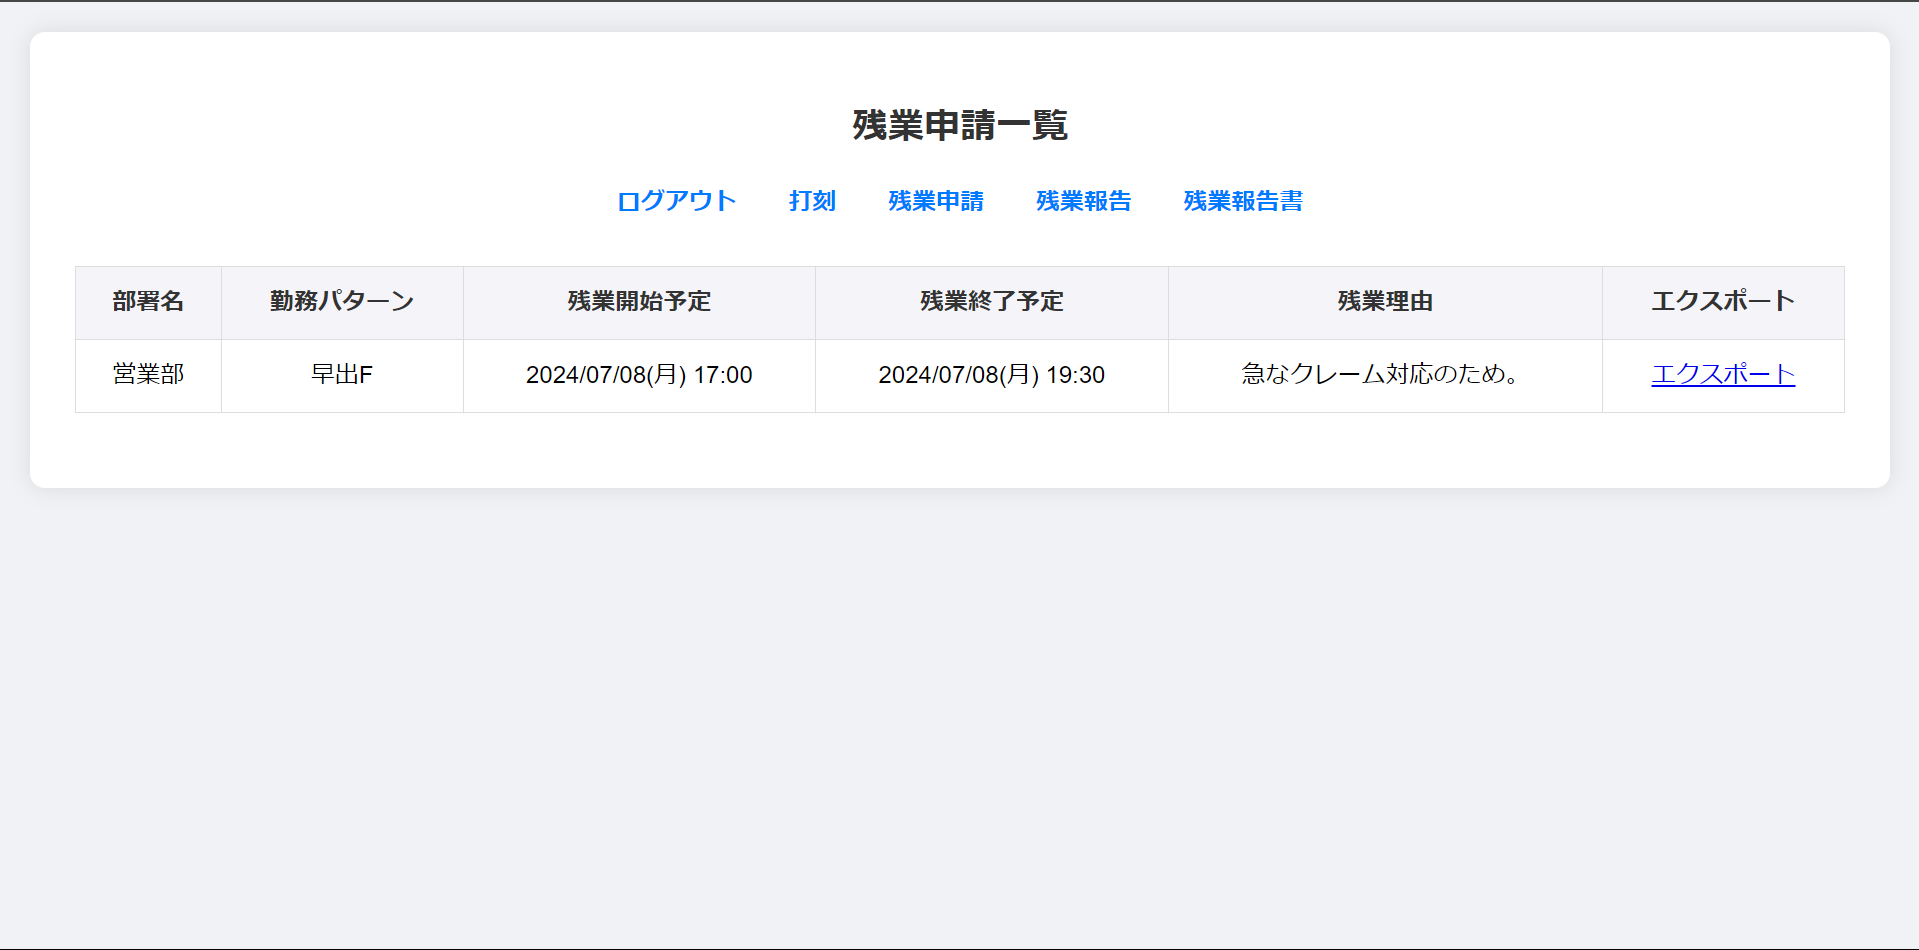 残業申請一覧
ログアウト 打刻 残業申請 残業報告 残業報告書
部署名 勤務パターン 残業開始予定 残業終了予定 残業理由 エクスポート
営業部 早出F 2024/07/08(月) 17:00 2024/07/08(月) 19:30 急なクレーム対応のため。 エクスポート